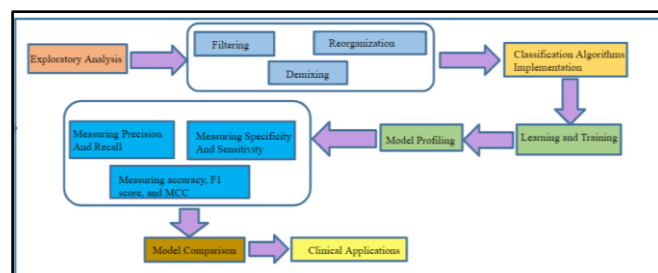 Exploratory Analysis
Filtering
Reorganization
Demixing
Classification Algorithms
Implementation
Learning and Training
Model Profiling
Measuring Precision
And Recall
Measuring Specificity
And Sensitivity
Measuring accuracy, F1
score, and MCC
Model Comparison
Clinical Applications